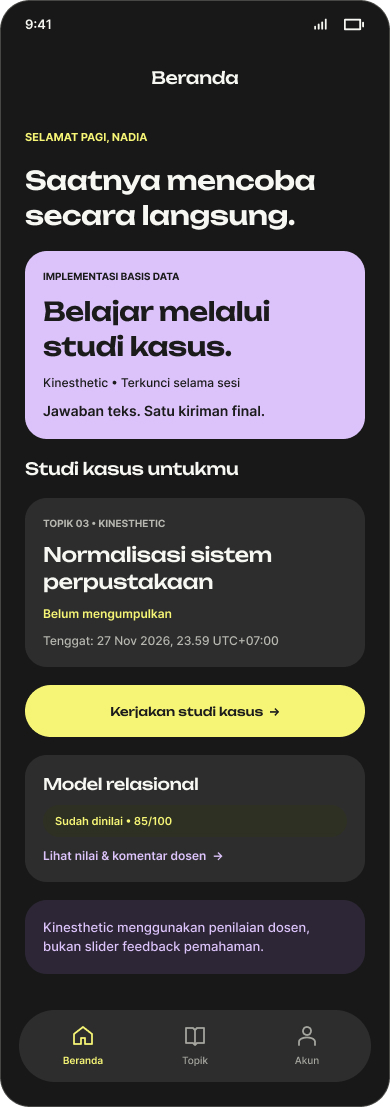 9:41
Beranda
SELAMAT PAGI, NADIA
Saatnya mencoba
secara langsung.
IMPLEMENTASI BASIS DATA
Belajar melalui
studi kasus.
Kinesthetic • Terkunci selama sesi
Jawaban teks. Satu kiriman final.
Studi kasus untukmu
TOPIK 03 • KINESTHETIC
Normalisasi sistem
perpustakaan
Belum mengumpulkan
Tenggat: 27 Nov 2026, 23.59 UTC+07:00
Kerjakan studi kasus →
Model relasional
Sudah dinilai • 85/100
Lihat nilai & komentar dosen →
Kinesthetic menggunakan penilaian dosen,
bukan slider feedback pemahaman.
Beranda
Topik
Akun